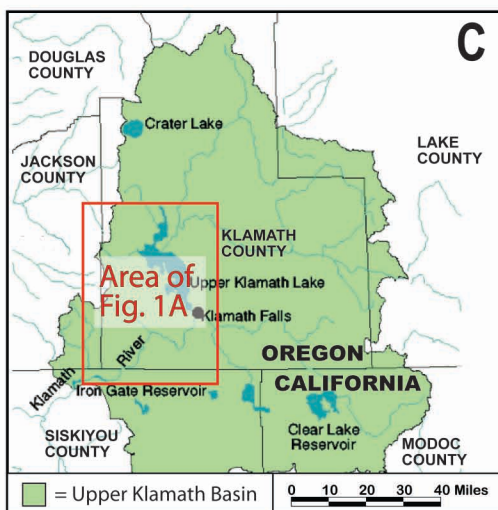 C
DOUGLAS
COUNTY
Crater Lake
LAKE
COUNTY
JACKSON
COUNTY
KLAMATH
COUNTY
Area of
Fig. 1A
Upper Klamath Lake
Klamath Falls
OREGON
CALIFORNIA
Klamath River
Iron Gate Reservoir
Clear Lake
Reservoir
SISKIYOU
COUNTY
MODOC
COUNTY
= Upper Klamath Basin
0 10 20 30 40 Miles